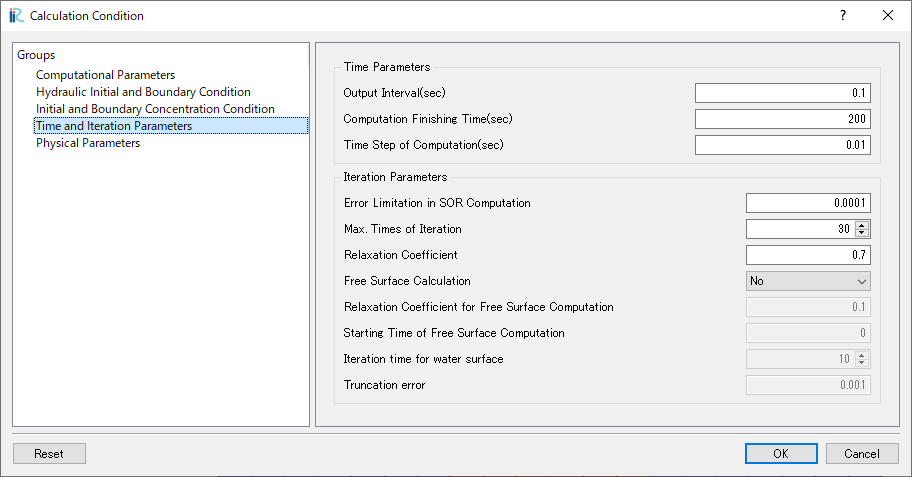 Calculation Condition
?
Groups
Computational Parameters
Hydraulic Initial and Boundary Condition
Initial and Boundary Concentration Condition
Time and Iteration Parameters
Physical Parameters
Time Parameters
Output Interval(sec) 0.1
Computation Finishing Time(sec) 200
Time Step of Computation(sec) 0.01
Iteration Parameters
Error Limitation in SOR Computation 0.0001
Max. Times of Iteration 30
Relaxation Coefficient 0.7
Free Surface Calculation No
Relaxation Coefficient for Free Surface Computation 0.1
Starting Time of Free Surface Computation 0
Iteration time for water surface 10
Truncation error 0.001
Reset OK Cancel